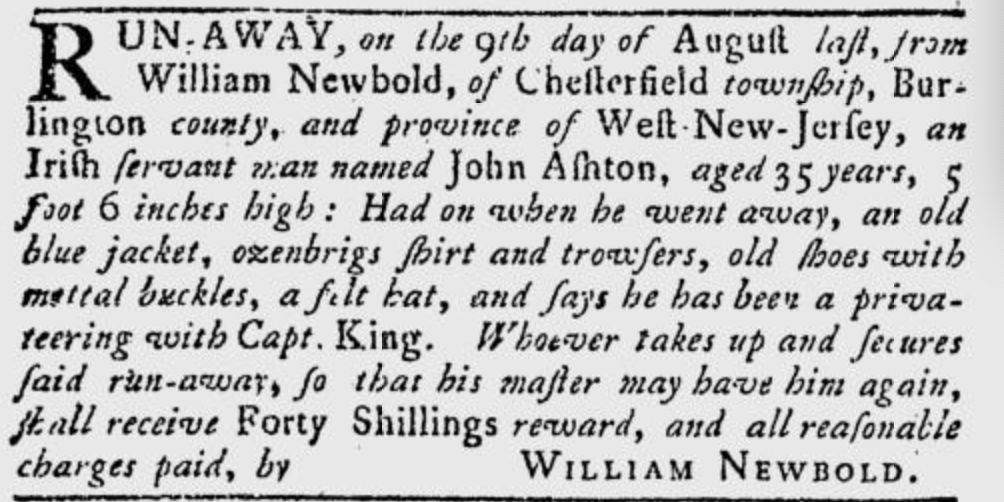 RUN-AWAY, on the 9th day of Auguſt laſt, from
William Newbold, of Cheſterfield townſhip, Bur-
lington county, and province of Weſt-New-Jerſey, an
Iriſh ſervant man named John Aſhton, aged 35 years, 5
foot 6 inches high: Had on when he went away, an old
blue jacket, ozenbrigs ſhirt and trowſers, old ſhoes with
mettal buckles, a felt hat, and ſays he has been a priva-
teering with Capt. King. Whoever takes up and ſecures
ſaid run-away, ſo that his maſter may have him again,
ſhall receive Forty Shillings reward, and all reaſonable
charges paid, by WILLIAM NEWBOLD.